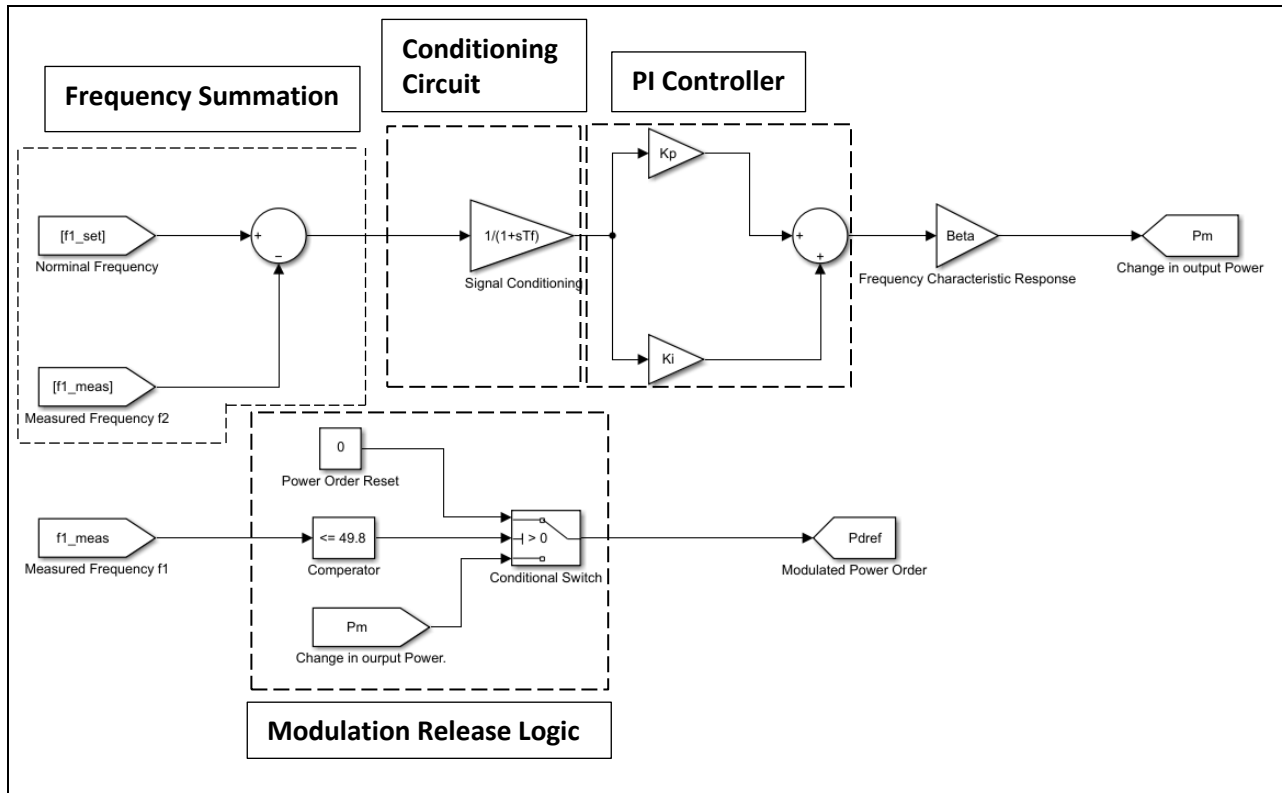 Frequency Summation
Conditioning
Circuit
PI Controller
[f1_set]
Norminal Frequency
+
−
[f1_meas]
Measured Frequency f2
1/(1+sTf)
Signal Conditioning
Kp
Ki
+
+
Beta
Frequency Characteristic Response
Pm
Change in output Power
f1_meas
Measured Frequency f1
0
Power Order Reset
<= 49.8
Comperator
> 0
Conditional Switch
Pm
Change in ourput Power.
Pdref
Modulated Power Order
Modulation Release Logic